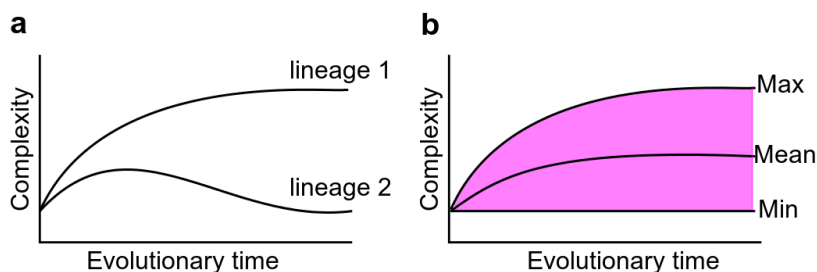 a
Complexity
lineage 1
lineage 2
Evolutionary time
b
Complexity
Max
Mean
Min
Evolutionary time